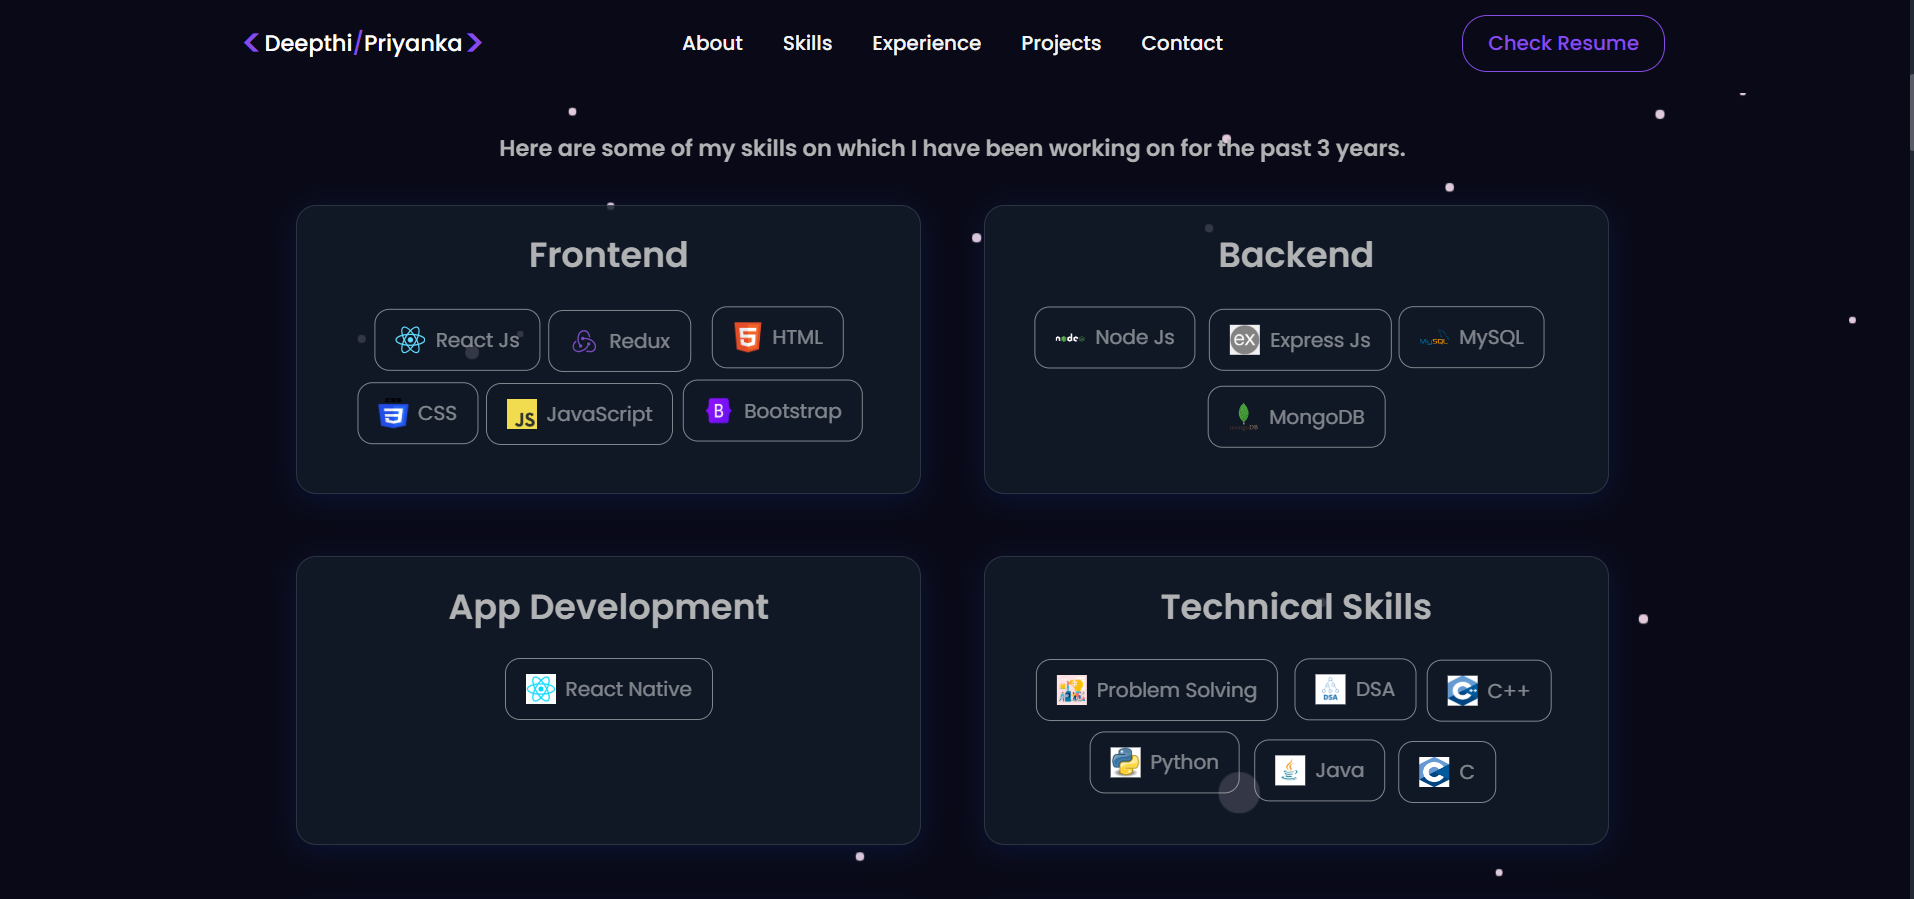 <Deepthi/Priyanka> About Skills Experience Projects Contact Check Resume
Here are some of my skills on which I have been working on for the past 3 years.
Frontend
React Js Redux HTML
CSS JavaScript Bootstrap
Backend
Node Js Express Js MySQL
MongoDB
App Development
React Native
Technical Skills
Problem Solving DSA C++
Python Java C